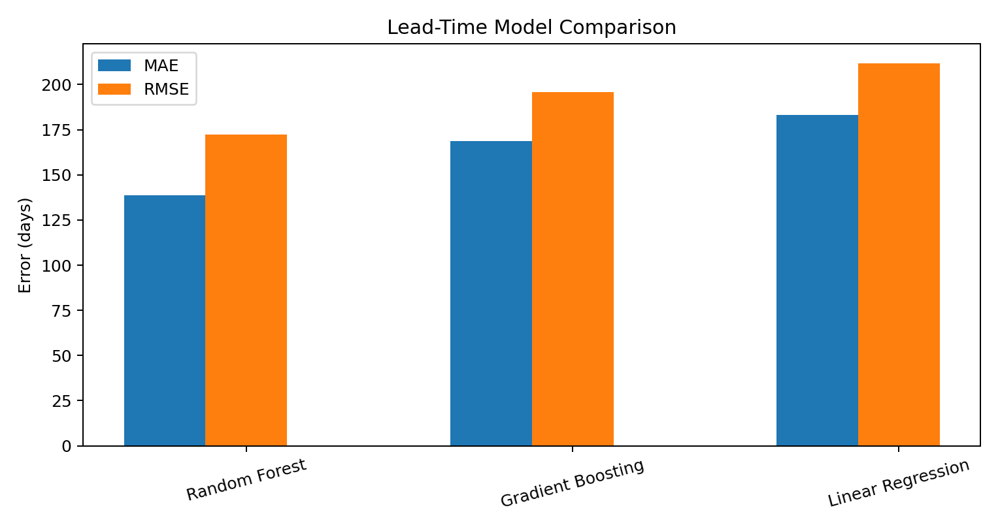 Lead-Time Model Comparison
MAE
RMSE
Error (days)
200
175
150
125
100
75
50
25
0
Random Forest
Gradient Boosting
Linear Regression